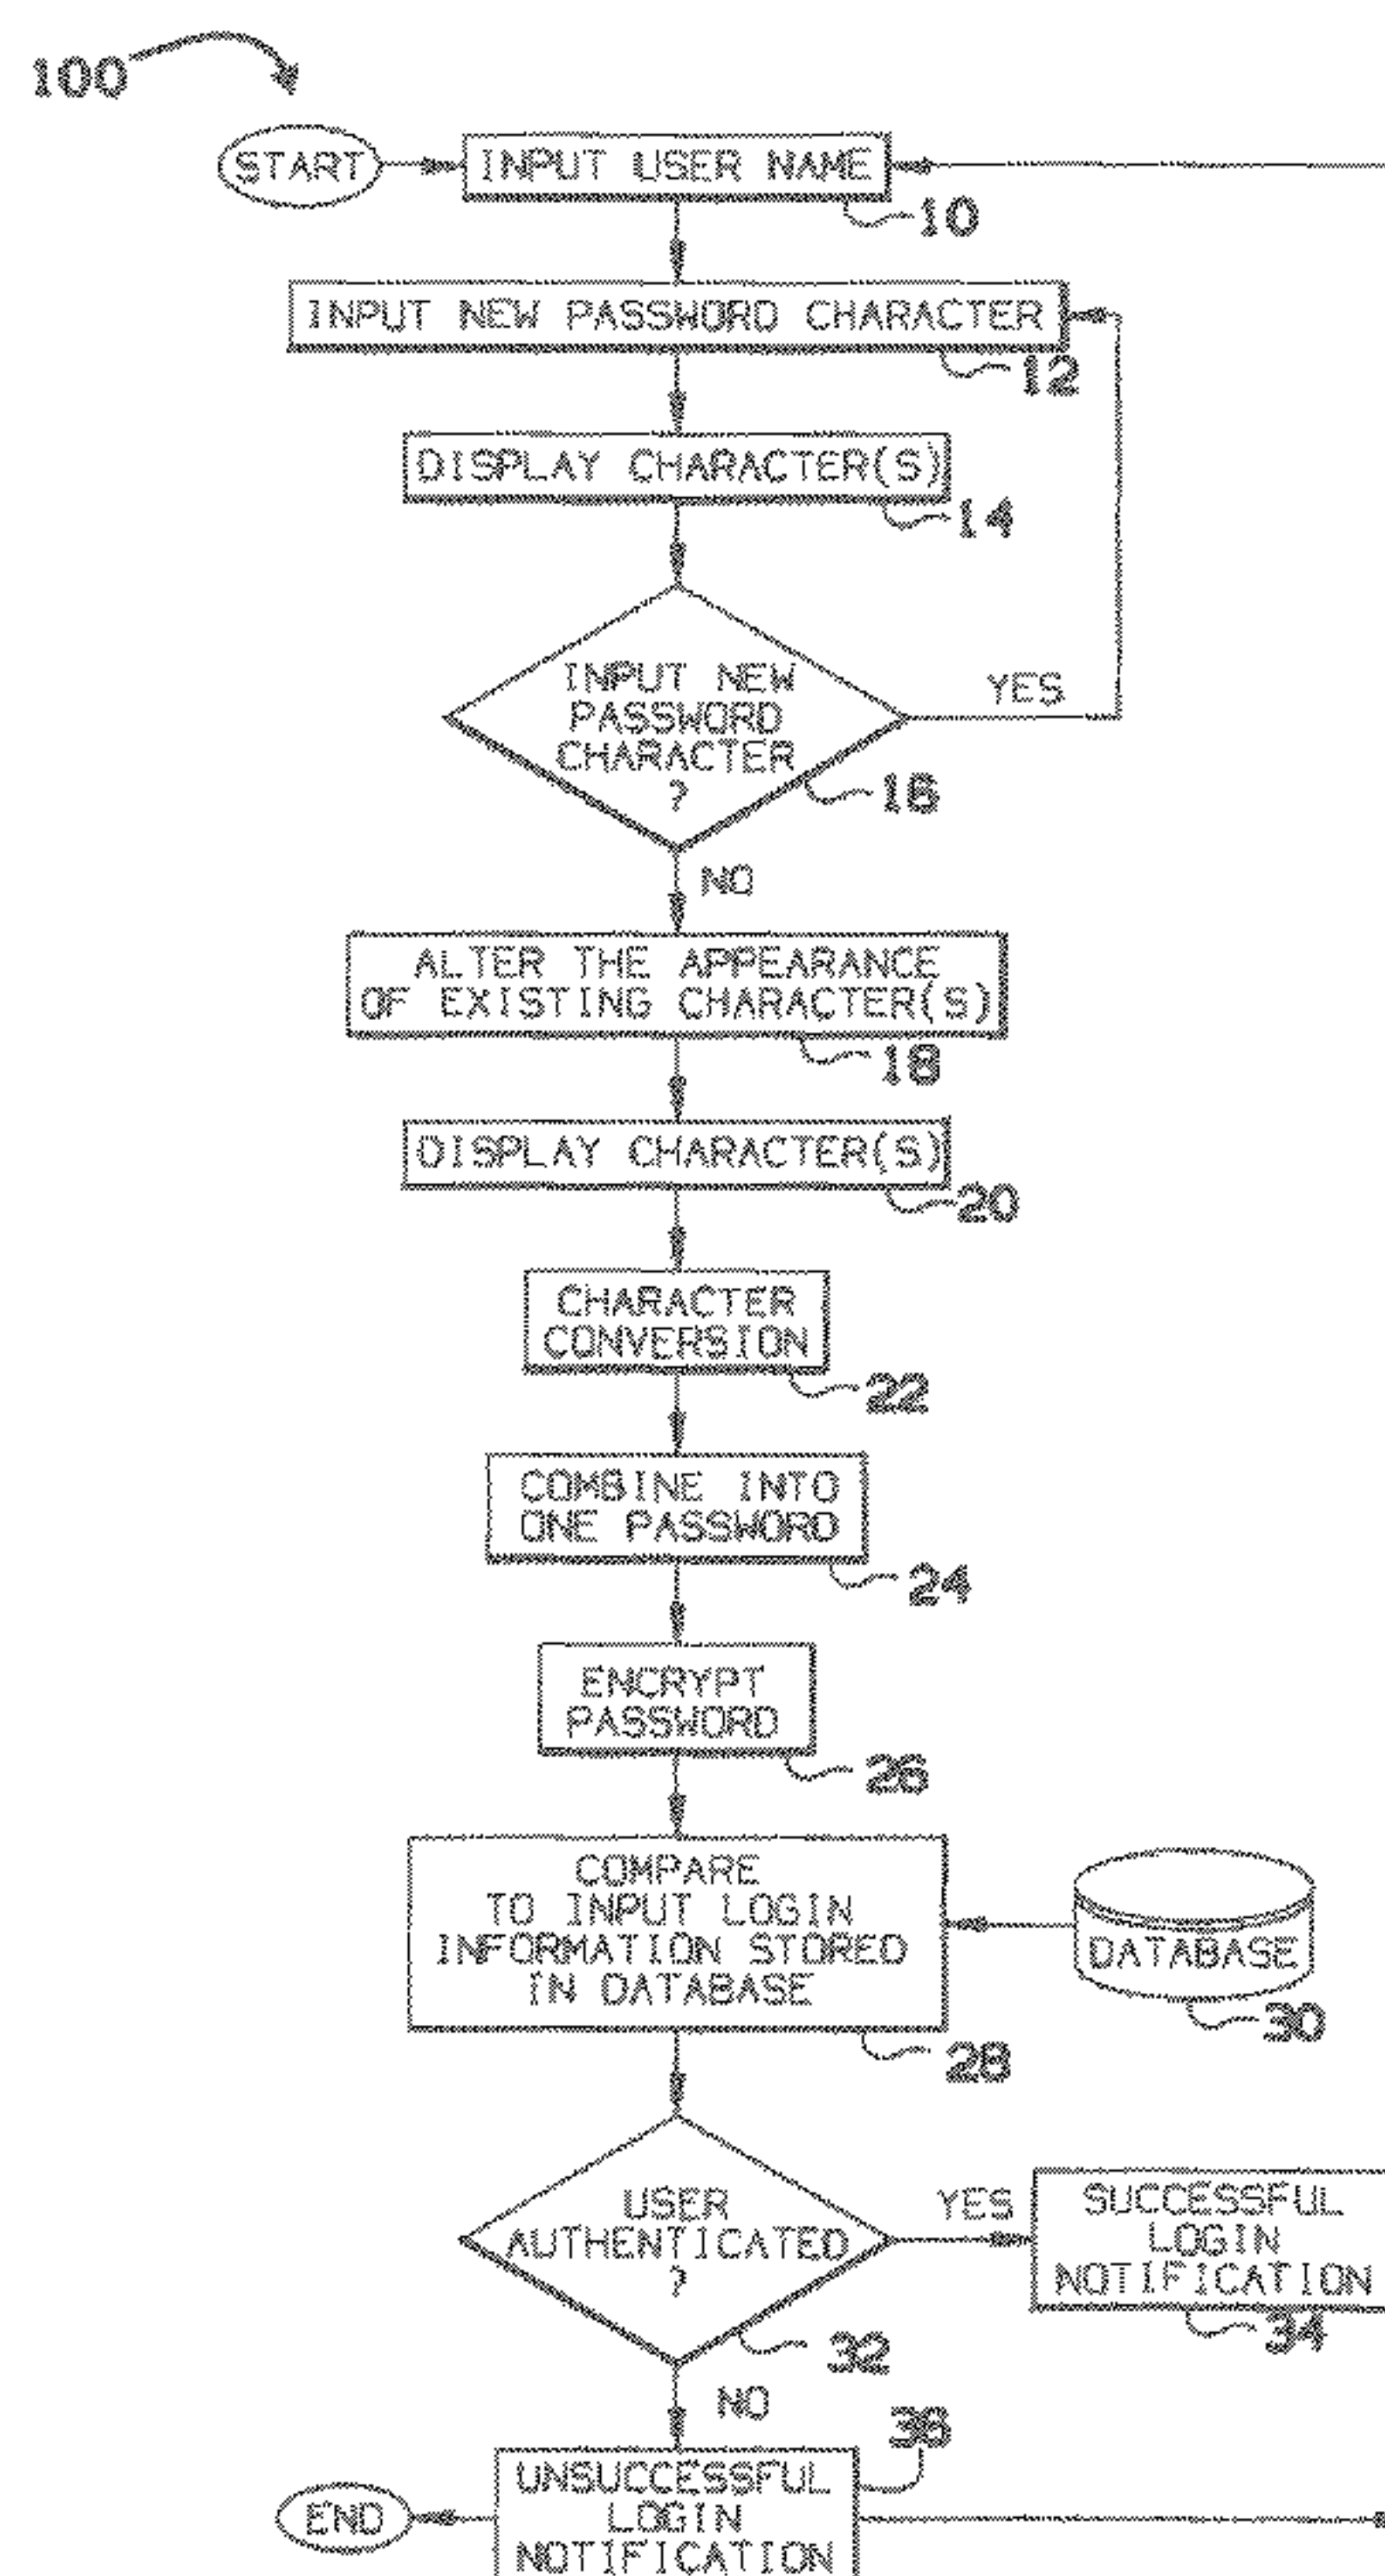 100
START
INPUT USER NAME
10
INPUT NEW PASSWORD CHARACTER
12
DISPLAY CHARACTER(S)
14
INPUT NEW
PASSWORD
CHARACTER
?
YES
16
NO
ALTER THE APPEARANCE
OF EXISTING CHARACTER(S)
18
DISPLAY CHARACTER(S)
20
CHARACTER
CONVERSION
22
COMBINE INTO
ONE PASSWORD
24
ENCRYPT
PASSWORD
26
COMPARE
TO INPUT LOGIN
INFORMATION STORED
IN DATABASE
28
DATABASE
30
USER
AUTHENTICATED
?
32
YES
SUCCESSFUL
LOGIN
NOTIFICATION
34
NO
36
UNSUCCESSFUL
LOGIN
NOTIFICATION
END